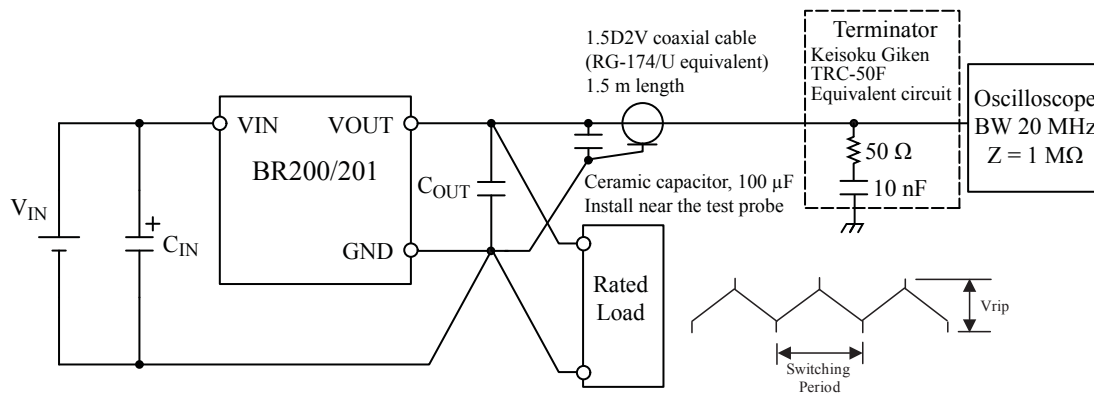 1.5D2V coaxial cable
(RG-174/U equivalent)
1.5 m length
Terminator
Keisoku Giken
TRC-50F
Equivalent circuit
Oscilloscope
BW 20 MHz
Z = 1 MΩ
VIN
VOUT
BR200/201
GND
VIN
+
CIN
COUT
50 Ω
10 nF
Ceramic capacitor, 100 µF
Install near the test probe
Rated
Load
Vrip
Switching
Period